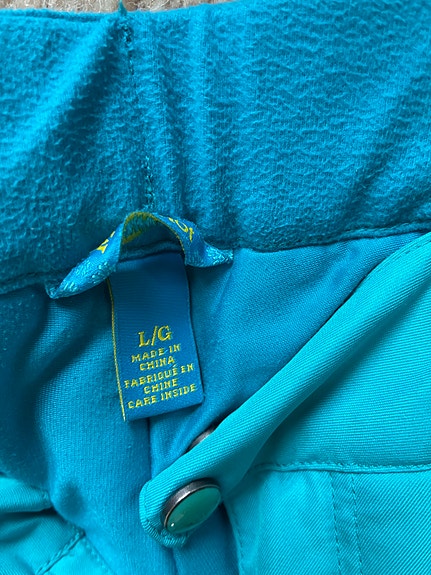 L/G
MADE IN
CHINA
FABRIQUÉ EN
CHINE
CARE INSIDE